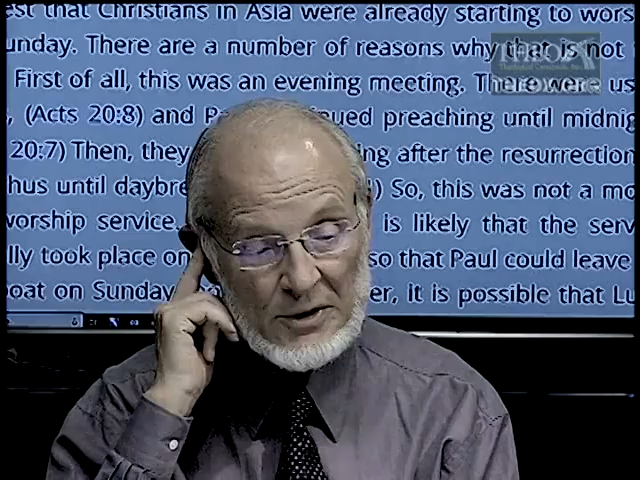 est that Christians in Asia were already starting to wors
unday. There are a number of reasons why that is not
First of all, this was an evening meeting. There were us
, (Acts 20:8) and P nued preaching until midnig
20:7) Then, they ing after the resurrection
hus until daybre ) So, this was not a mo
worship service. is likely that the serv
lly took place on so that Paul could leave
boat on Sunday er, it is possible that Lu